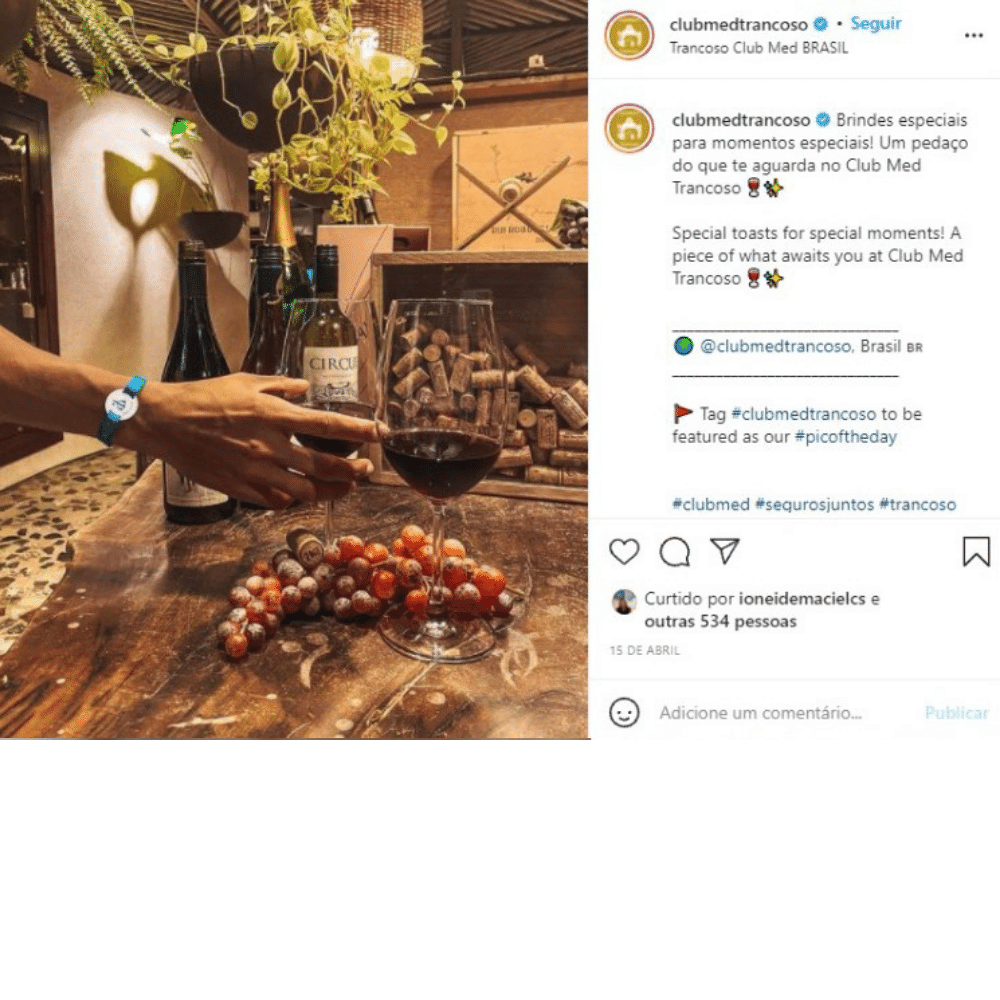 clubmedtrancoso • Seguir
Trancoso Club Med BRASIL
clubmedtrancoso Brindes especiais
para momentos especiais! Um pedaço
do que te aguarda no Club Med
Trancoso 🍷✨
Special toasts for special moments! A
piece of what awaits you at Club Med
Trancoso 🍷✨
________________________________
🌎 @clubmedtrancoso, Brasil BR
________________________________
🚩 Tag #clubmedtrancoso to be
featured as our #picoftheday
#clubmed #segurosjuntos #trancoso
Curtido por ioneidemacielcs e
outras 534 pessoas
15 DE ABRIL
Adicione um comentário... Publicar
CIRCU